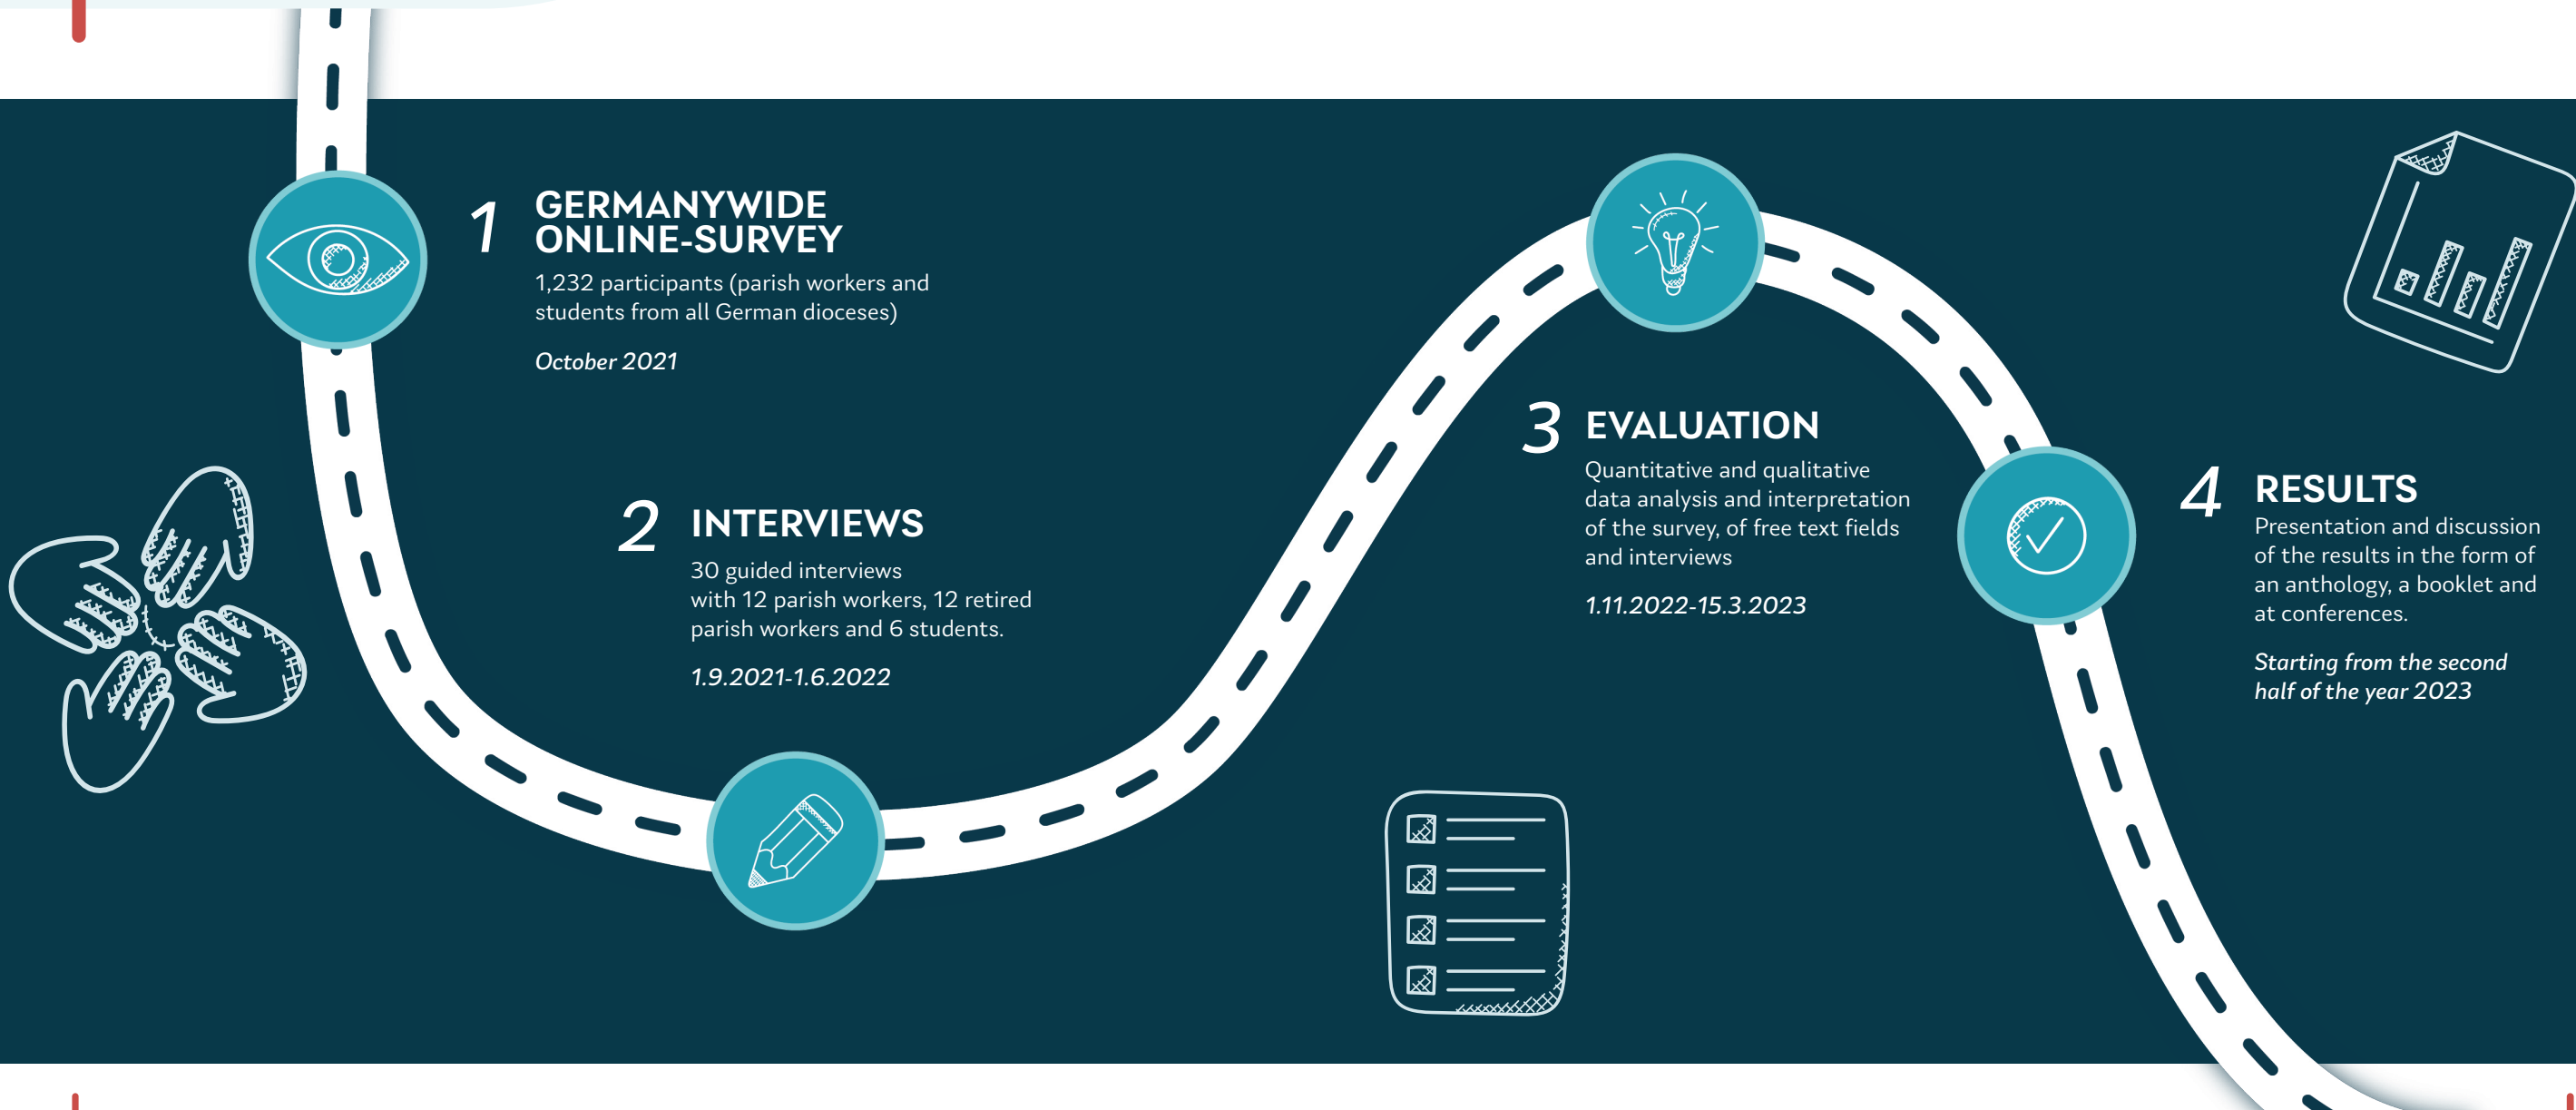 1
GERMANYWIDE
ONLINE-SURVEY
1,232 participants (parish workers and
students from all German dioceses)
October 2021
2
INTERVIEWS
30 guided interviews
with 12 parish workers, 12 retired
parish workers and 6 students.
1.9.2021-1.6.2022
3
EVALUATION
Quantitative and qualitative
data analysis and interpretation
of the survey, of free text fields
and interviews
1.11.2022-15.3.2023
4
RESULTS
Presentation and discussion
of the results in the form of
an anthology, a booklet and
at conferences.
Starting from the second
half of the year 2023